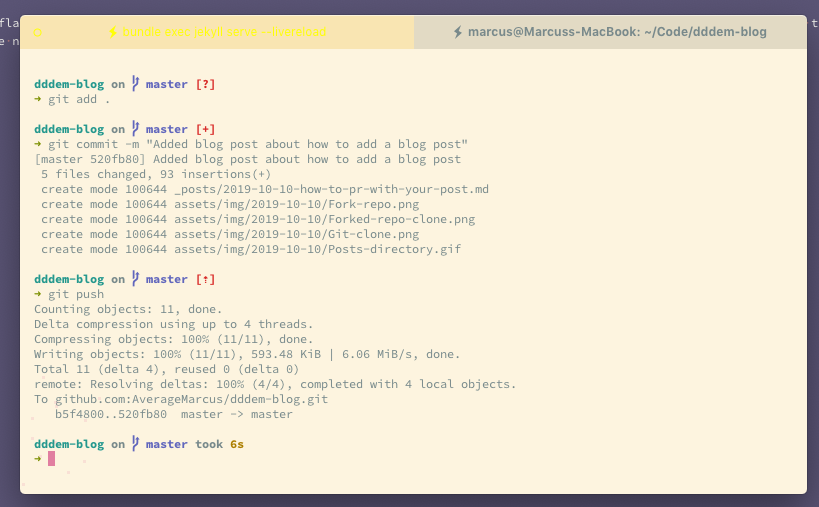 marcus@Marcuss-MacBook: ~/Code/dddem-blog
dddem-blog on master [?]
➜ git add .
dddem-blog on master [+]
➜ git commit -m "Added blog post about how to add a blog post"
[master 520fb80] Added blog post about how to add a blog post
5 files changed, 93 insertions(+)
create mode 100644 _posts/2019-10-10-how-to-pr-with-your-post.md
create mode 100644 assets/img/2019-10-10/Fork-repo.png
create mode 100644 assets/img/2019-10-10/Forked-repo-clone.png
create mode 100644 assets/img/2019-10-10/Git-clone.png
create mode 100644 assets/img/2019-10-10/Posts-directory.gif
dddem-blog on master [⇡]
➜ git push
Counting objects: 11, done.
Delta compression using up to 4 threads.
Compressing objects: 100% (11/11), done.
Writing objects: 100% (11/11), 593.48 KiB | 6.06 MiB/s, done.
Total 11 (delta 4), reused 0 (delta 0)
remote: Resolving deltas: 100% (4/4), completed with 4 local objects.
To github.com:AverageMarcus/dddem-blog.git
b5f4800..520fb80 master -> master
dddem-blog on master took 6s
➜